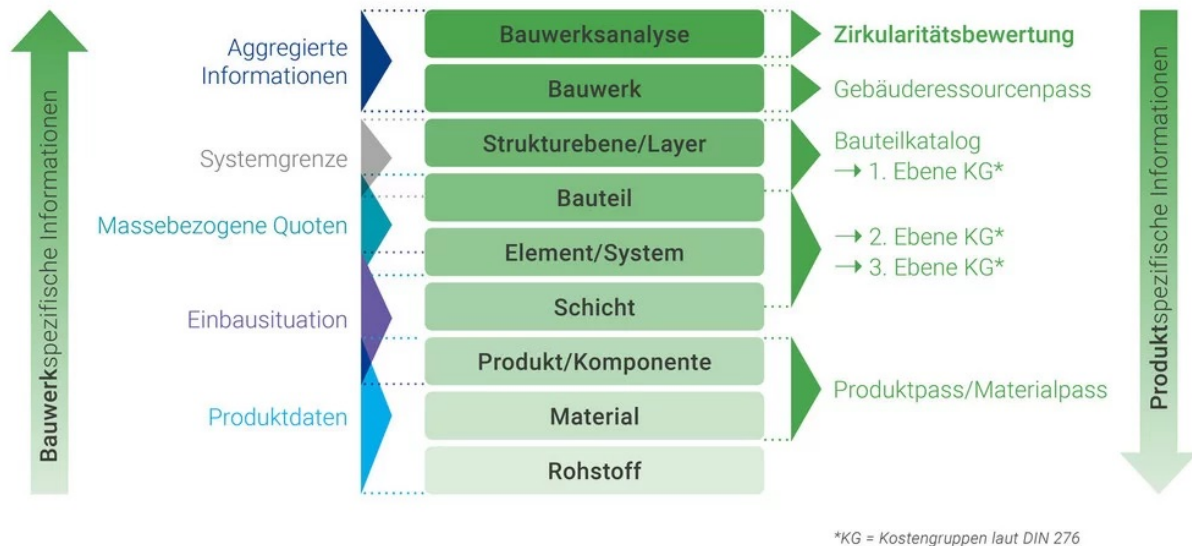 Bauwerkspezifische Informationen
Aggregierte
Informationen
Systemgrenze
Massebezogene Quoten
Einbausituation
Produktdaten
Bauwerksanalyse
Bauwerk
Strukturebene/Layer
Bauteil
Element/System
Schicht
Produkt/Komponente
Material
Rohstoff
Zirkularitätsbewertung
Gebäuderessourcenpass
Bauteilkatalog
→ 1. Ebene KG*
→ 2. Ebene KG*
→ 3. Ebene KG*
Produktpass/Materialpass
Produktspezifische Informationen
*KG = Kostengruppen laut DIN 276